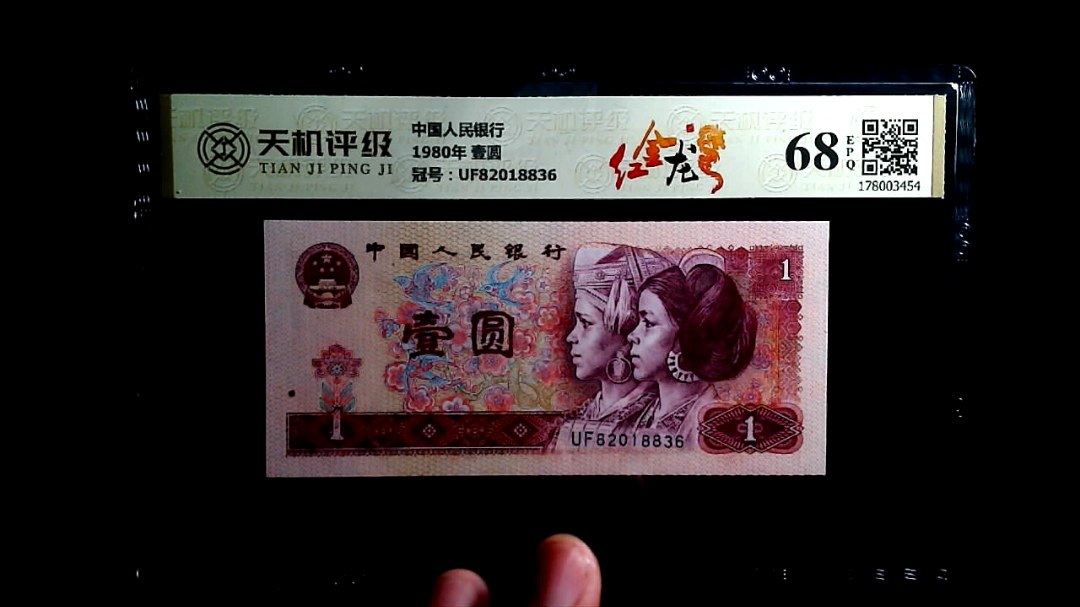 天机评级
TIAN JI PING JI
中国人民银行
1980年 壹圆
冠号：UF82018836
红金龙
68
EPQ
178003454
中国人民银行
壹圆
1
1
1
UF82018836